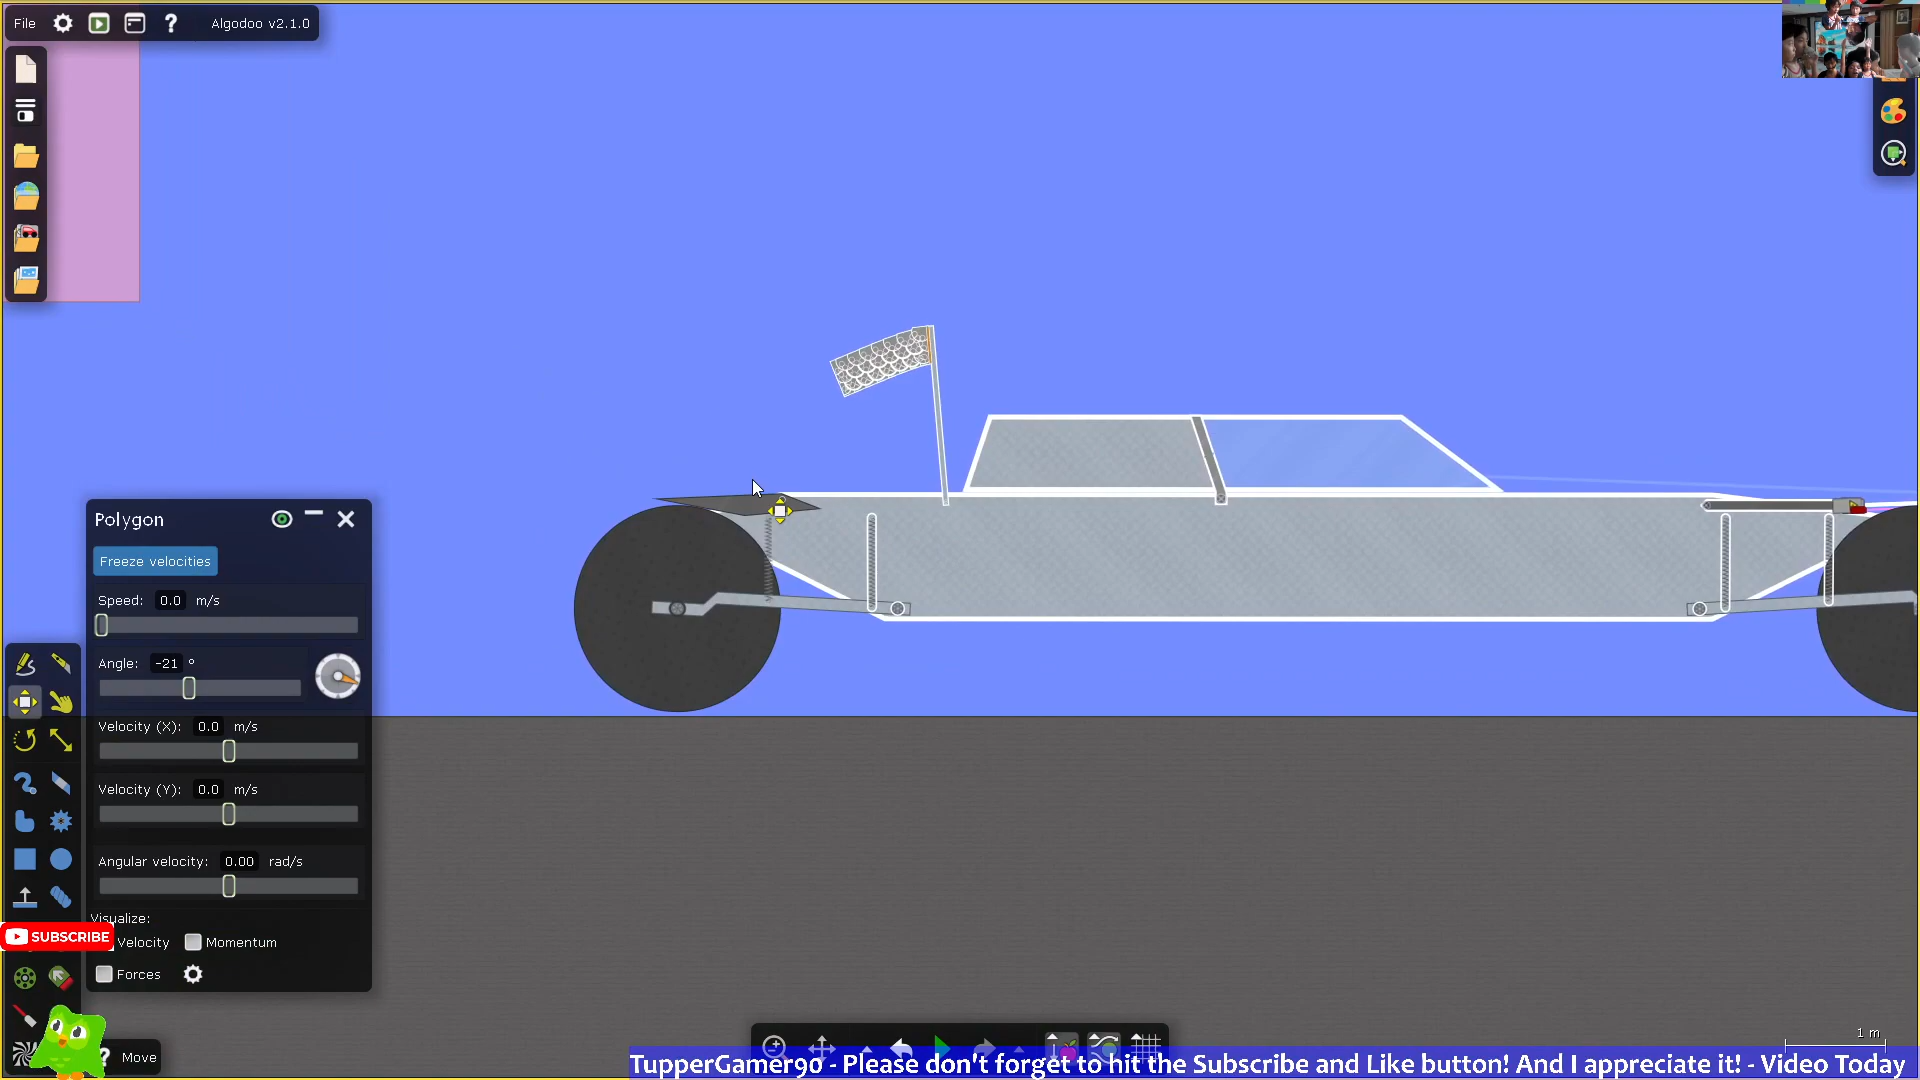 File
Algodoo v2.1.0
Polygon
Freeze velocities
Speed: 0.0 m/s
Angle: -21 °
Velocity (X): 0.0 m/s
Velocity (Y): 0.0 m/s
Angular velocity: 0.00 rad/s
Visualize:
SUBSCRIBE
Velocity
Momentum
Forces
Move
1 m
TupperGamer90 - Please don't forget to hit the Subscribe and Like button! And I appreciate it! - Video Today